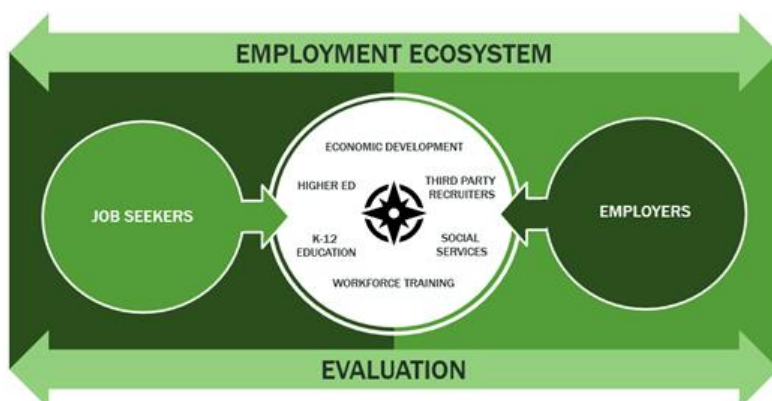 EMPLOYMENT ECOSYSTEM
ECONOMIC DEVELOPMENT
HIGHER ED
THIRD PARTY
RECRUITERS
JOB SEEKERS
EMPLOYERS
K-12
EDUCATION
SOCIAL
SERVICES
WORKFORCE TRAINING
EVALUATION